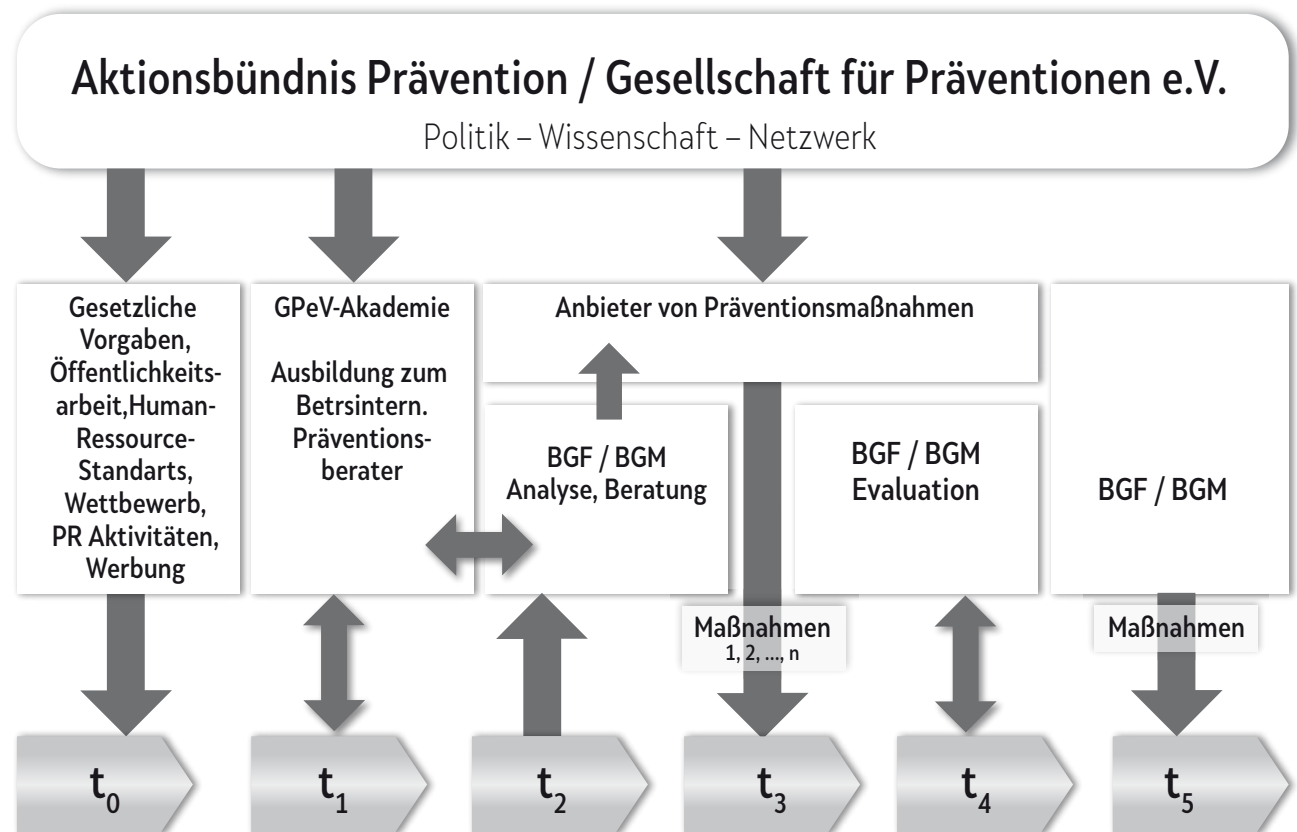 Aktionsbündnis Prävention / Gesellschaft für Präventionen e.V.
Politik – Wissenschaft – Netzwerk
Gesetzliche
Vorgaben,
Öffentlichkeits-
arbeit,Human-
Ressource-
Standarts,
Wettbewerb,
PR Aktivitäten,
Werbung
GPeV-Akademie
Ausbildung zum
Betrsintern.
Präventions-
berater
Anbieter von Präventionsmaßnahmen
BGF / BGM
Analyse, Beratung
BGF / BGM
Evaluation
BGF / BGM
Maßnahmen
1, 2, ..., n
Maßnahmen
t0
t1
t2
t3
t4
t5